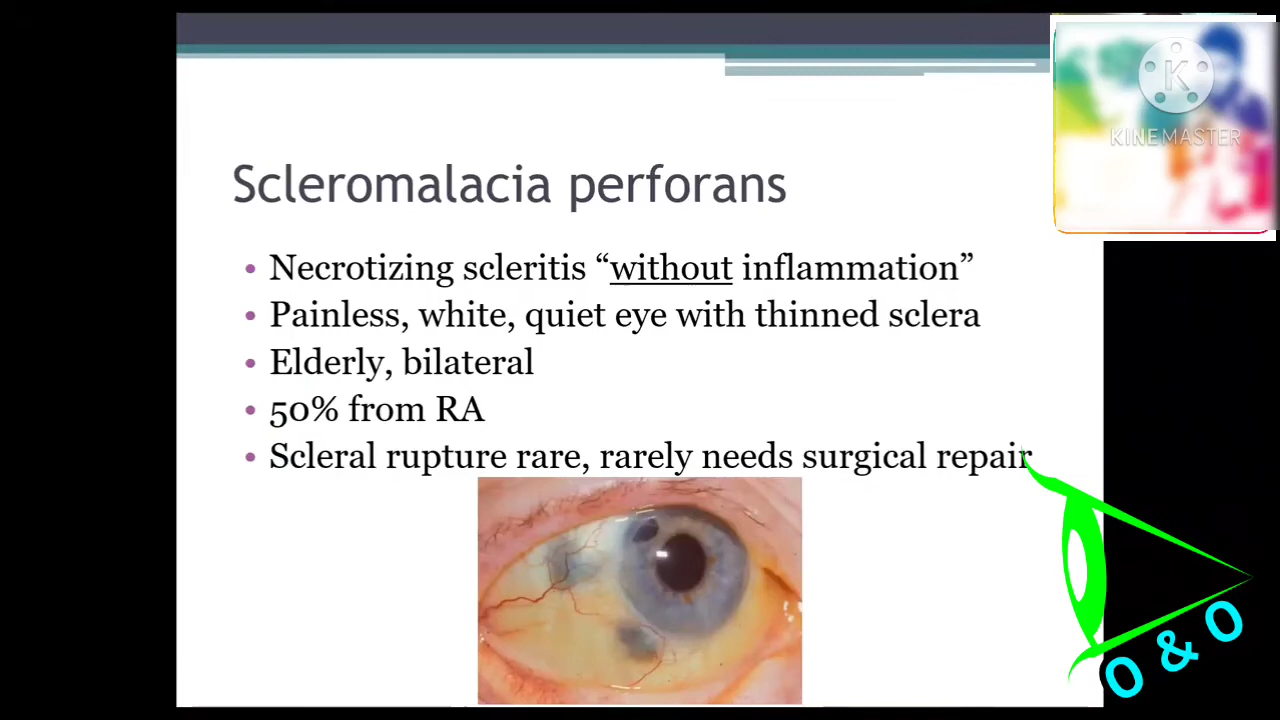 K
KINEMASTER
Scleromalacia perforans
• Necrotizing scleritis “without inflammation”
• Painless, white, quiet eye with thinned sclera
• Elderly, bilateral
• 50% from RA
• Scleral rupture rare, rarely needs surgical repair
O & O